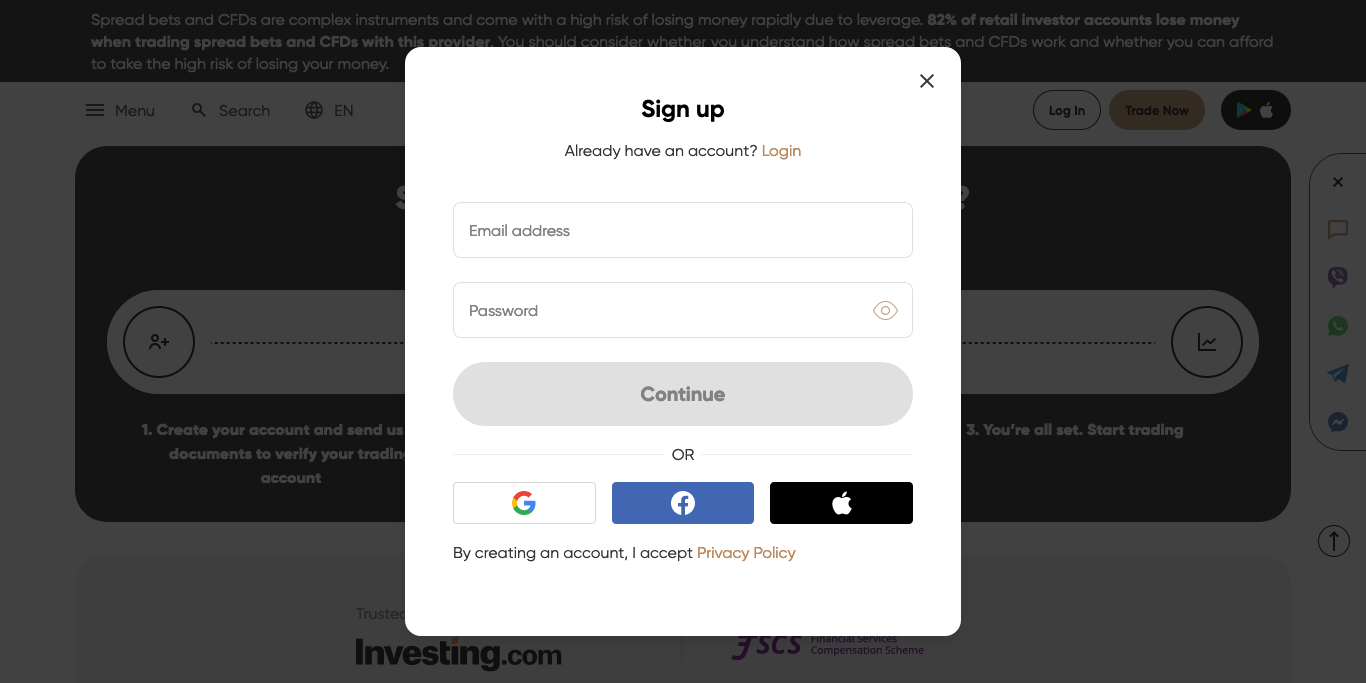 Spread bets and CFDs are complex instruments and come with a high risk of losing money rapidly due to leverage. 82% of retail investor accounts lose money
when trading spread bets and CFDs with this provider. You should consider whether you understand how spread bets and CFDs work and whether you can afford
to take the high risk of losing your money.
Menu
Search
EN
Log In
Trade Now
Sign up
Already have an account? Login
Email address
Password
Continue
OR
By creating an account, I accept Privacy Policy
1. Create your account and send us
documents to verify your trading
account
3. You're all set. Start trading
Trusted
Investing.com
FSCS
Financial Services
Compensation Scheme